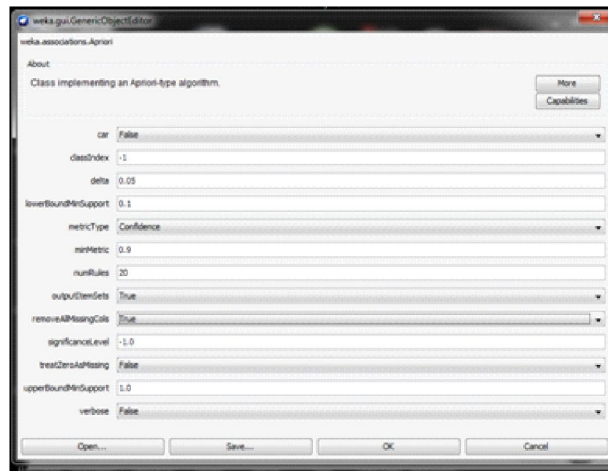 weka.gui.GenericObjectEditor
weka.associations.Apriori
About
Class implementing an Apriori-type algorithm.
More
Capabilities
car False
classIndex -1
delta 0.05
lowerBoundMinSupport 0.1
metricType Confidence
minMetric 0.9
numRules 20
outputItemSets True
removeAllMissingCols True
significanceLevel -1.0
treatZeroAsMissing False
upperBoundMinSupport 1.0
verbose False
Open... Save... OK Cancel